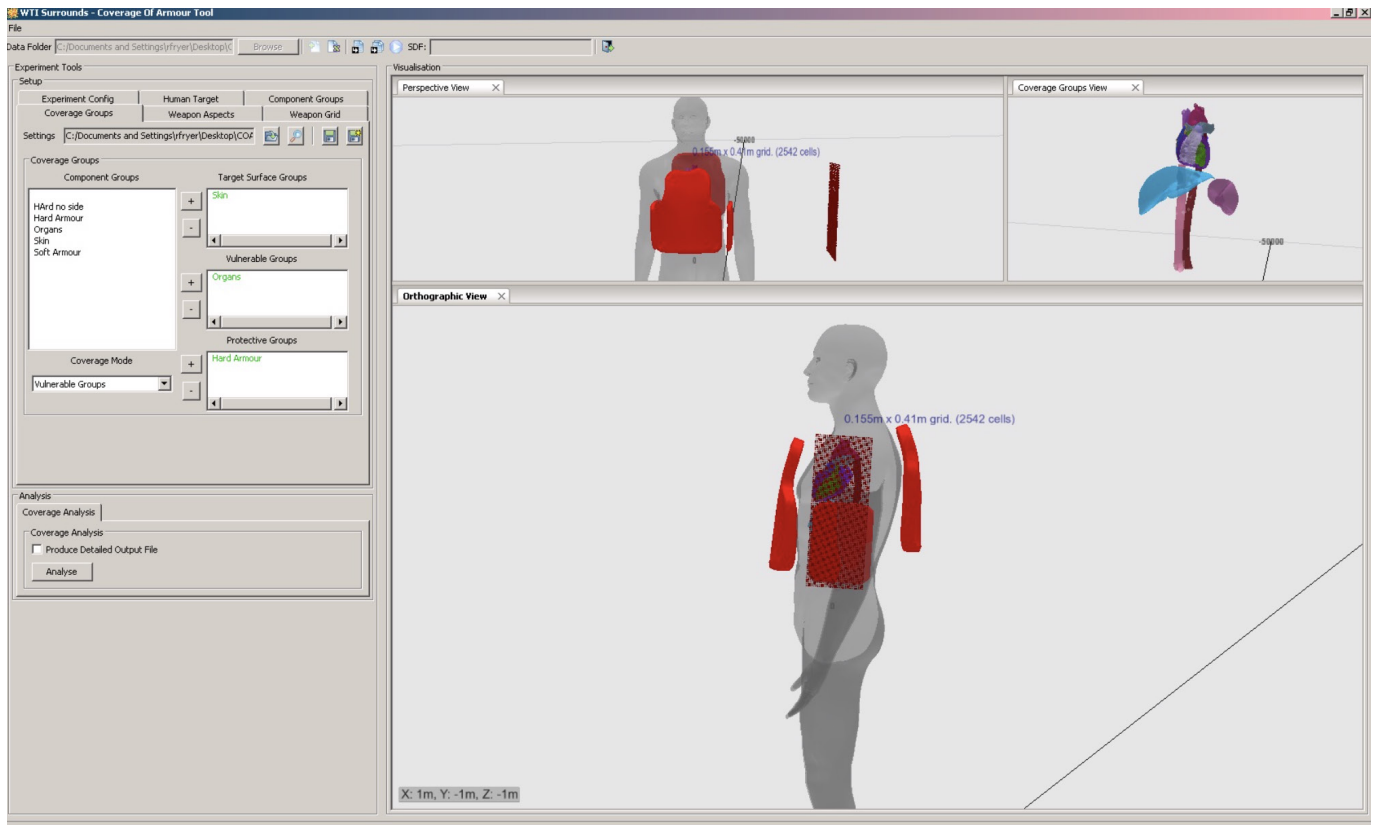 WTI Surrounds - Coverage Of Armour Tool
File
Data Folder C:/Documents and Settings\rfryer\Desktop\C Browse SDF:
Experiment Tools
Setup
Experiment Config Human Target Component Groups
Coverage Groups Weapon Aspects Weapon Grid
Settings C:/Documents and Settings\rfryer\Desktop\COA
Coverage Groups
Component Groups Target Surface Groups
HArd no side
Hard Armour
Organs
Skin
Soft Armour
+
Skin
-
Vulnerable Groups
+
Organs
-
Protective Groups
+
Hard Armour
-
Coverage Mode
Vulnerable Groups
Analysis
Coverage Analysis
Coverage Analysis
Produce Detailed Output File
Analyse
Visualisation
Perspective View
-50000
0.155m x 0.41m grid. (2542 cells)
Coverage Groups View
-50000
Orthographic View
0.155m x 0.41m grid. (2542 cells)
X: 1m, Y: -1m, Z: -1m